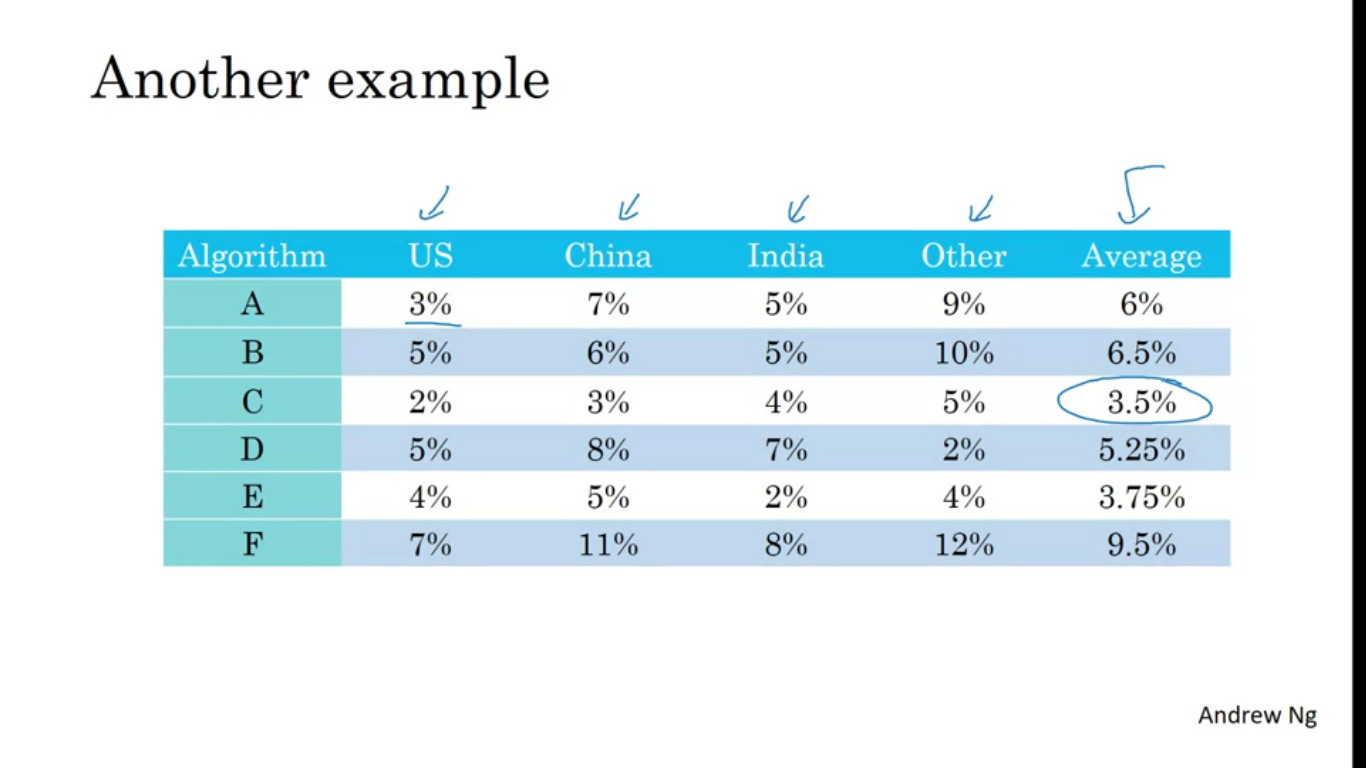 Another example
Algorithm US China India Other Average
A 3% 7% 5% 9% 6%
B 5% 6% 5% 10% 6.5%
C 2% 3% 4% 5% 3.5%
D 5% 8% 7% 2% 5.25%
E 4% 5% 2% 4% 3.75%
F 7% 11% 8% 12% 9.5%
Andrew Ng